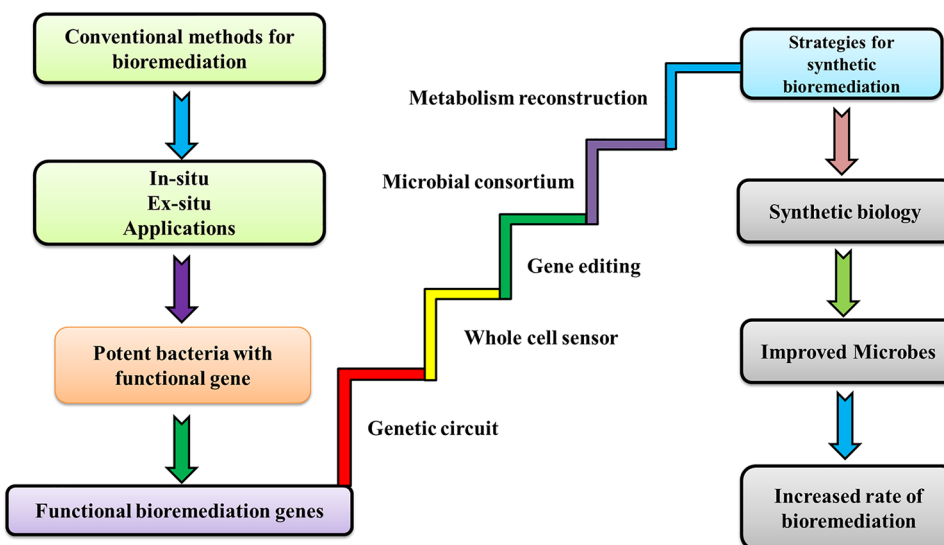 Conventional methods for
bioremediation
In-situ
Ex-situ
Applications
Potent bacteria with
functional gene
Functional bioremediation genes
Genetic circuit
Whole cell sensor
Gene editing
Microbial consortium
Metabolism reconstruction
Strategies for
synthetic
bioremediation
Synthetic biology
Improved Microbes
Increased rate of
bioremediation